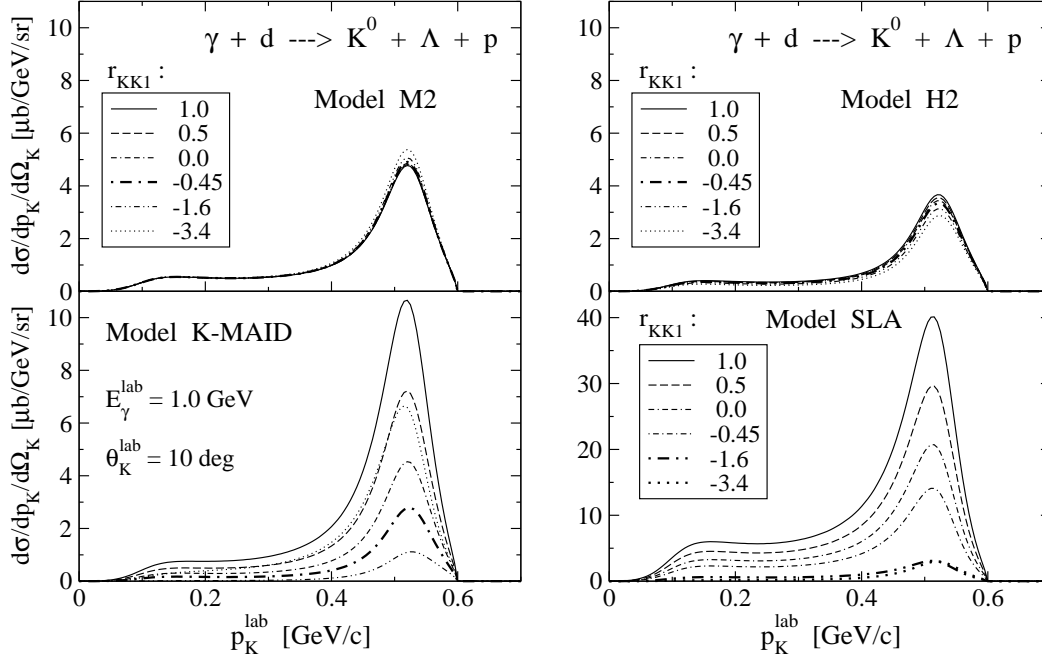 γ + d ---> K⁰ + Λ + p
r_KK1 :
Model M2
1.0
0.5
0.0
-0.45
-1.6
-3.4
dσ/dp_K/dΩ_K [μb/GeV/sr]
10
8
6
4
2
0
γ + d ---> K⁰ + Λ + p
r_KK1 :
Model H2
1.0
0.5
0.0
-0.45
-1.6
-3.4
10
8
6
4
2
0
Model K-MAID
E_γ^lab = 1.0 GeV
θ_K^lab = 10 deg
dσ/dp_K/dΩ_K [μb/GeV/sr]
10
8
6
4
2
0
0 0.2 0.4 0.6
p_K^lab [GeV/c]
r_KK1 :
Model SLA
1.0
0.5
0.0
-0.45
-1.6
-3.4
40
30
20
10
0
0 0.2 0.4 0.6
p_K^lab [GeV/c]